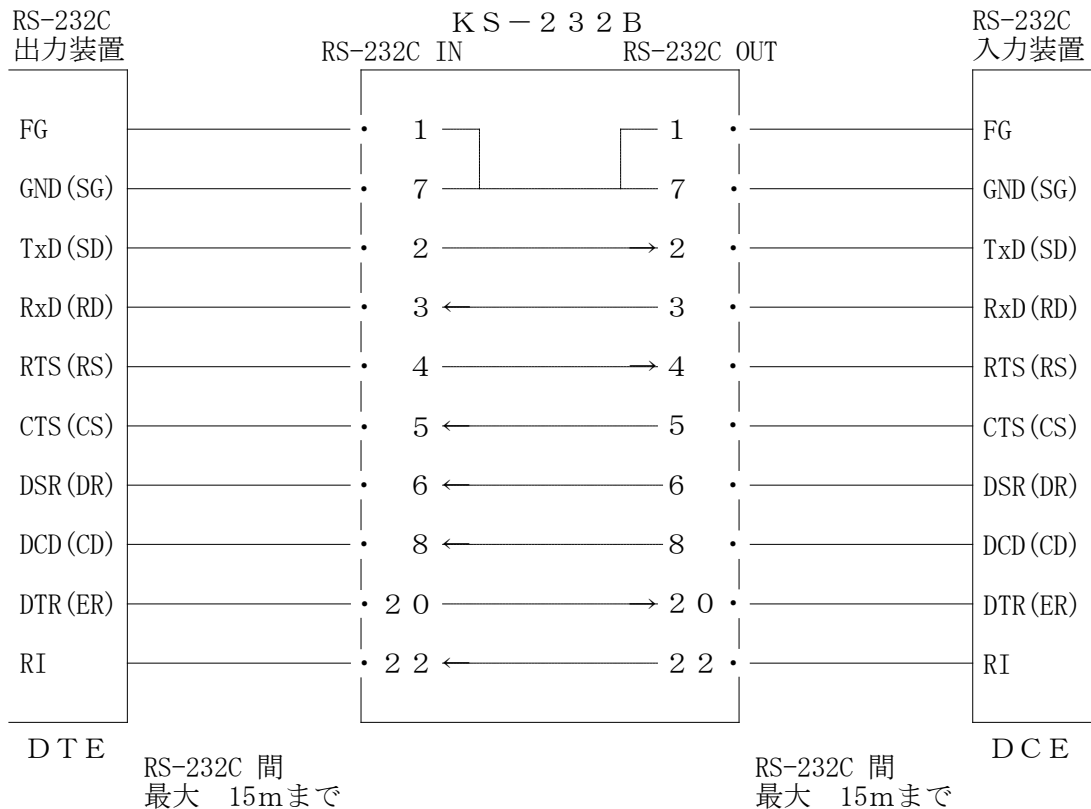 RS-232C ＫＳ－２３２Ｂ RS-232C
出力装置 RS-232C IN RS-232C OUT 入力装置
FG １ １ FG
GND(SG) ７ ７ GND(SG)
TxD(SD) ２ → ２ TxD(SD)
RxD(RD) ３ ← ３ RxD(RD)
RTS(RS) ４ → ４ RTS(RS)
CTS(CS) ５ ← ５ CTS(CS)
DSR(DR) ６ ← ６ DSR(DR)
DCD(CD) ８ ← ８ DCD(CD)
DTR(ER) ２０ → ２０ DTR(ER)
RI ２２ ← ２２ RI
ＤＴＥ ＤＣＥ
RS-232C 間 RS-232C 間
最大　15mまで 最大　15mまで